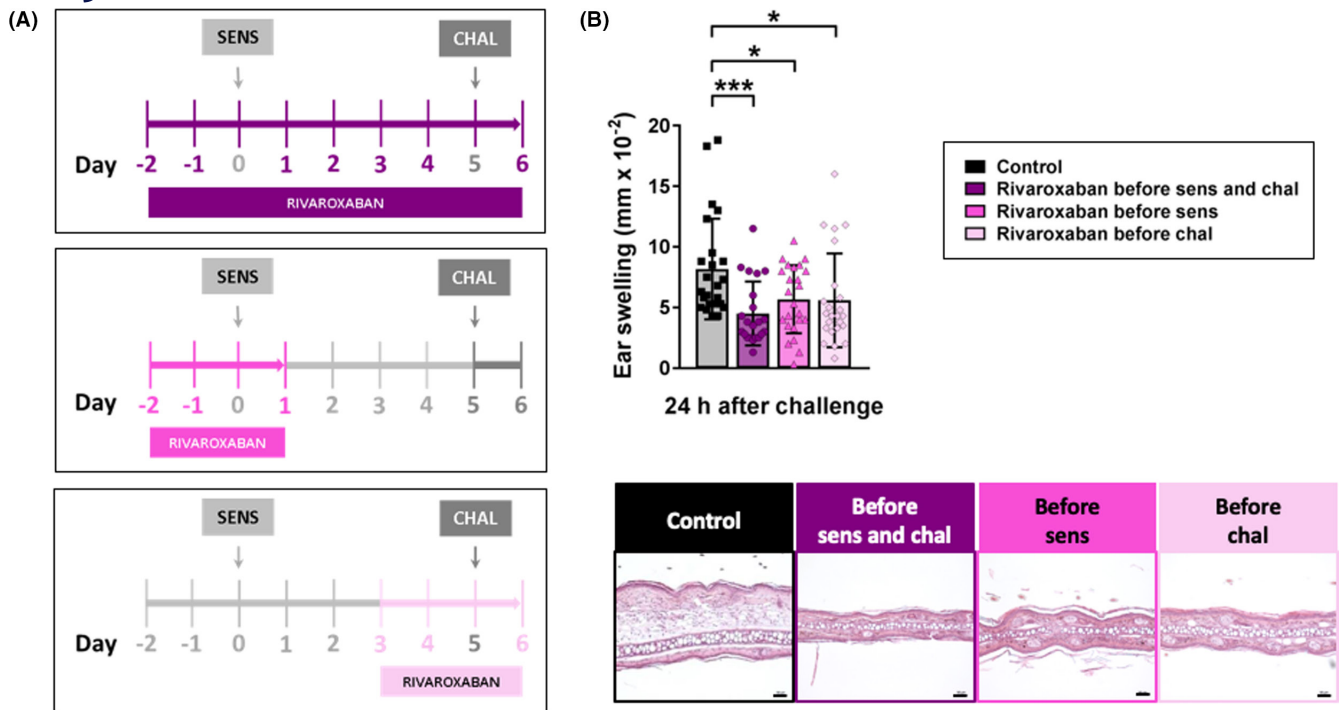 (A)
SENS
CHAL
Day -2 -1 0 1 2 3 4 5 6
RIVAROXABAN
SENS
CHAL
Day -2 -1 0 1 2 3 4 5 6
RIVAROXABAN
SENS
CHAL
Day -2 -1 0 1 2 3 4 5 6
RIVAROXABAN
(B)
*
*
***
Ear swelling (mm x 10⁻²)
20
15
10
5
0
24 h after challenge
Control
Rivaroxaban before sens and chal
Rivaroxaban before sens
Rivaroxaban before chal
Control
Before
sens and chal
Before
sens
Before
chal